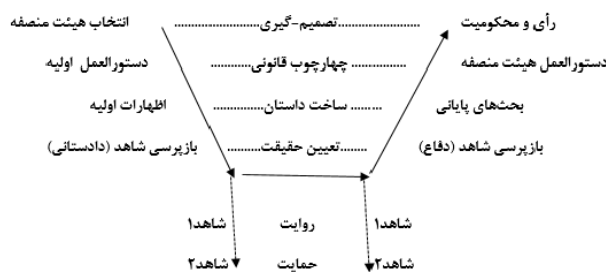 رأی و محکومیت ......................تصمیم-گیری...................... انتخاب هیئت منصفه
دستورالعمل هیئت منصفه ...............چهارچوب قانونی............ دستورالعمل اولیه
بحث‌های پایانی ........ساخت داستان............... اظهارات اولیه
بازپرسی شاهد (دفاع) .......تعیین حقیقت.......... بازپرسی شاهد (دادستانی)
شاهد۱ روایت شاهد۱
شاهد۲ حمایت شاهد۲